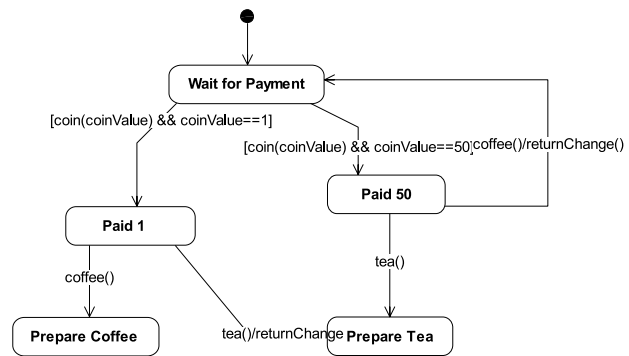 Wait for Payment
[coin(coinValue) && coinValue==1]
[coin(coinValue) && coinValue==50]
coffee()/returnChange()
Paid 50
Paid 1
tea()
coffee()
tea()/returnChange
Prepare Coffee
Prepare Tea